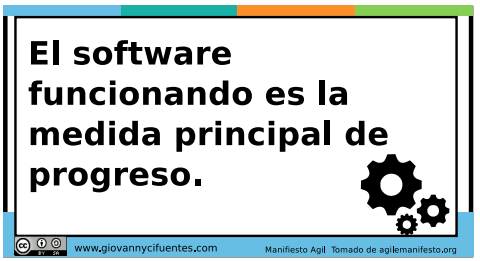 El software
funcionando es la
medida principal de
progreso.
cc BY SA
www.giovannycifuentes.com
Manifiesto Agil Tomado de agilemanifesto.org